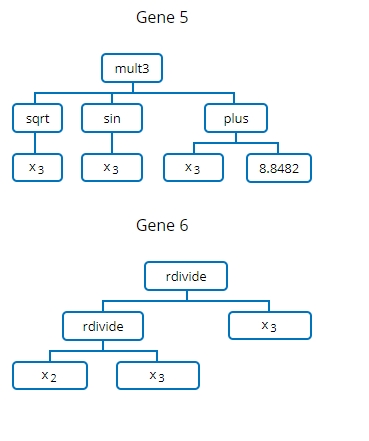 Gene 5
mult3
sqrt sin plus
x3 x3 x3 8.8482
Gene 6
rdivide
rdivide x3
x2 x3